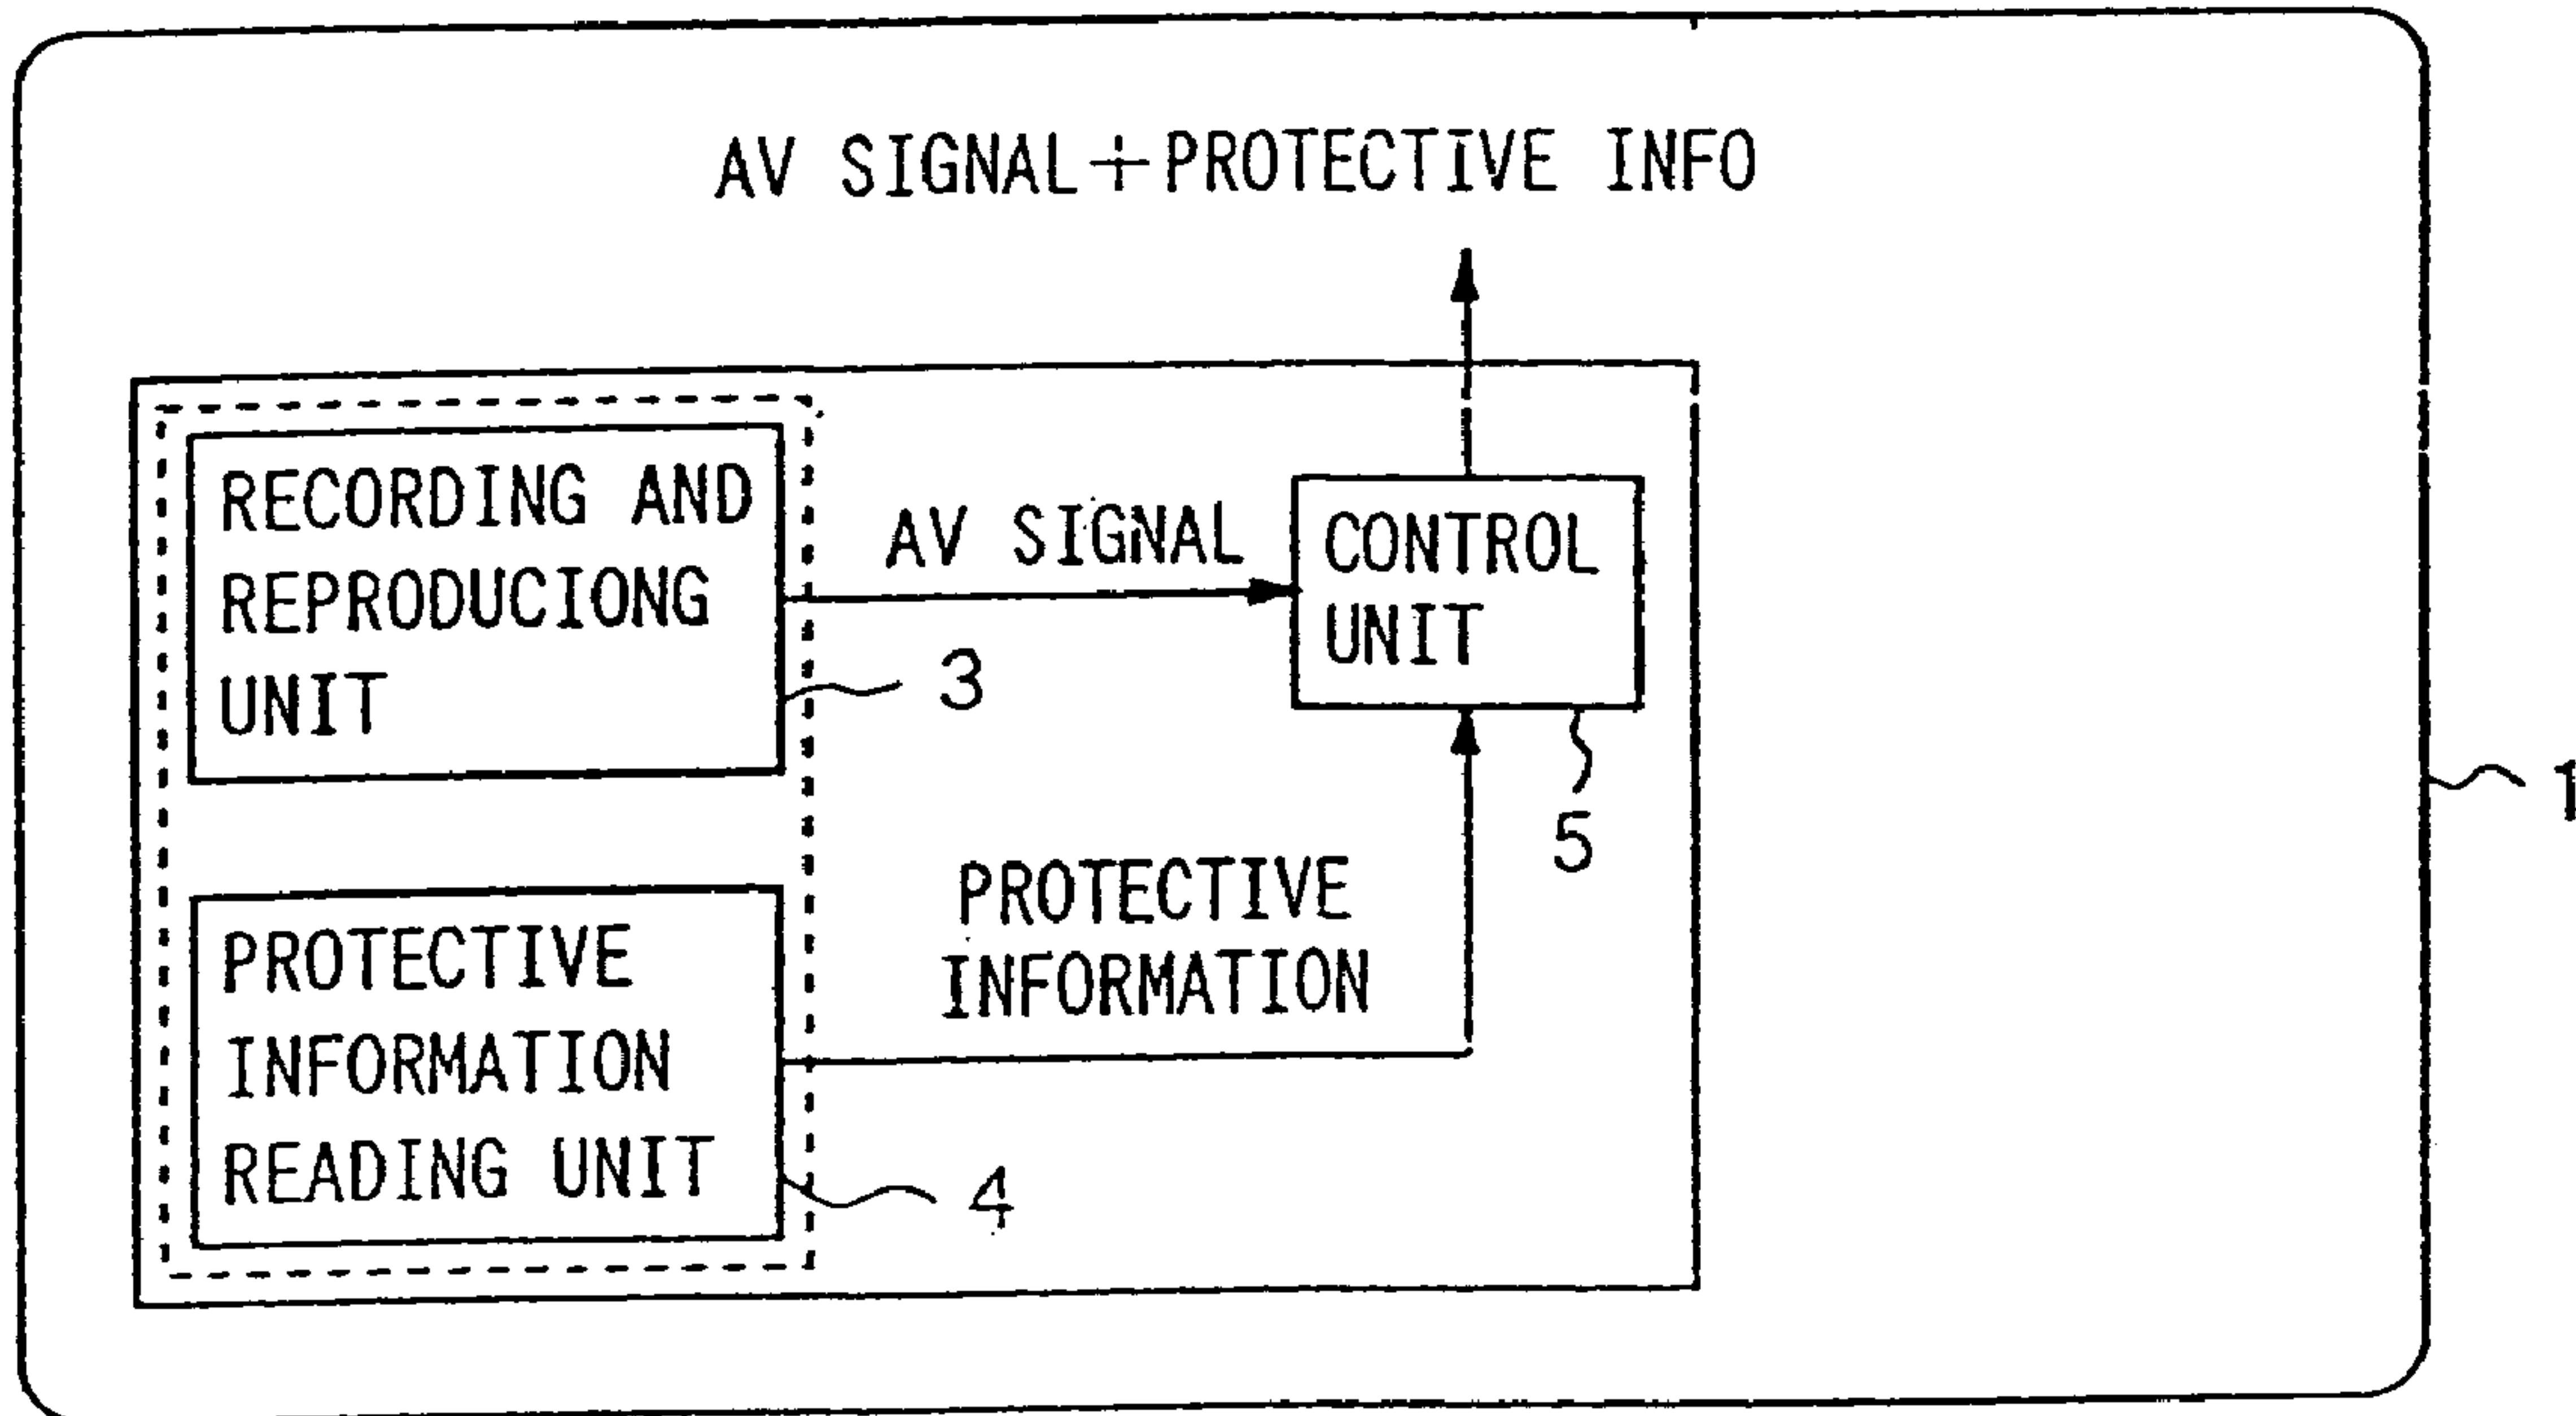 AV SIGNAL+PROTECTIVE INFO
RECORDING AND
REPRODUCIONG
UNIT
AV SIGNAL
CONTROL
UNIT
3
5
1
PROTECTIVE
INFORMATION
PROTECTIVE
INFORMATION
READING UNIT
4